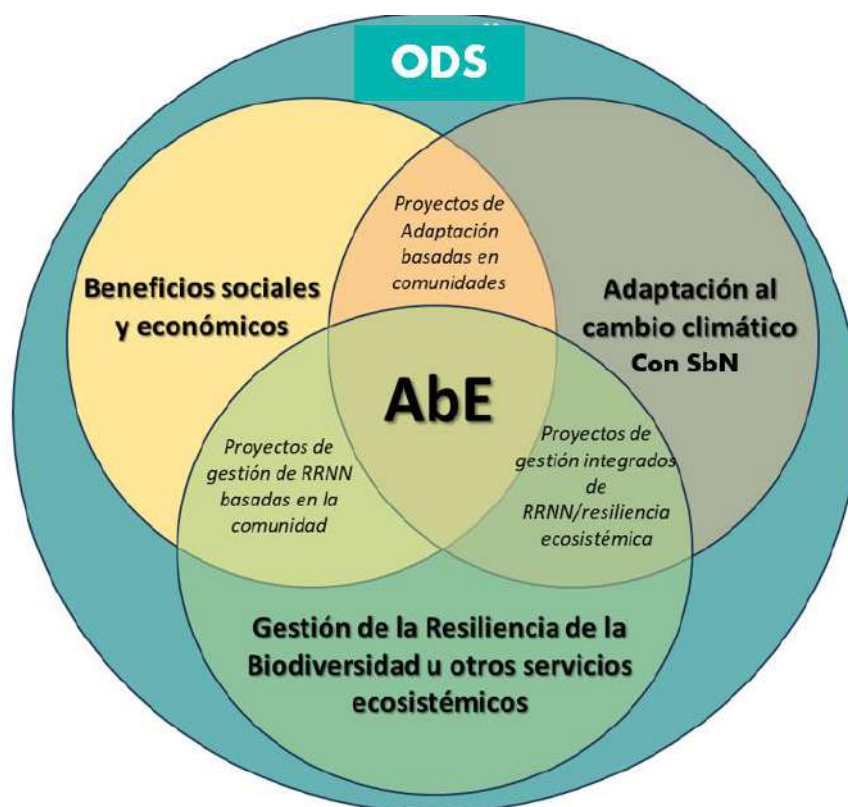 ODS
Proyectos de
Adaptación
basadas en
comunidades
Beneficios sociales
y económicos
Adaptación al
cambio climático
Con SbN
AbE
Proyectos de
gestión de RRNN
basadas en la
comunidad
Proyectos de
gestión integrados
de
RRNN/resiliencia
ecosistémica
Gestión de la Resiliencia de la
Biodiversidad u otros servicios
ecosistémicos